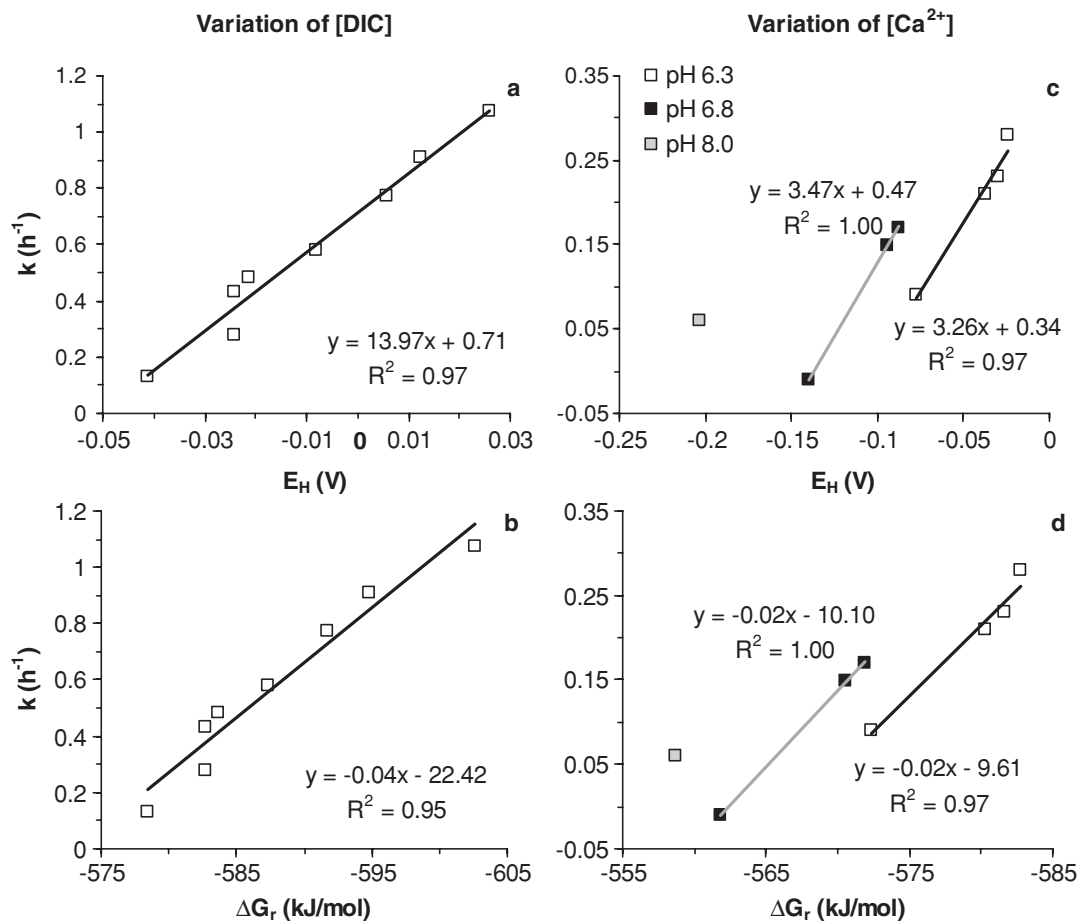 Variation of [DIC]
Variation of [Ca²⁺]
a
1.2
1
0.8
0.6
0.4
0.2
0
k (h⁻¹)
y = 13.97x + 0.71
R² = 0.97
-0.05
-0.03
-0.01
0
0.01
0.03
E_H (V)
c
□ pH 6.3
■ pH 6.8
pH 8.0
0.35
0.25
0.15
0.05
-0.05
y = 3.47x + 0.47
R² = 1.00
y = 3.26x + 0.34
R² = 0.97
-0.25
-0.2
-0.15
-0.1
-0.05
0
E_H (V)
b
1.2
1
0.8
0.6
0.4
0.2
0
k (h⁻¹)
y = -0.04x - 22.42
R² = 0.95
-575
-585
-595
-605
ΔG_r (kJ/mol)
d
0.35
0.25
0.15
0.05
-0.05
y = -0.02x - 10.10
R² = 1.00
y = -0.02x - 9.61
R² = 0.97
-555
-565
-575
-585
ΔG_r (kJ/mol)